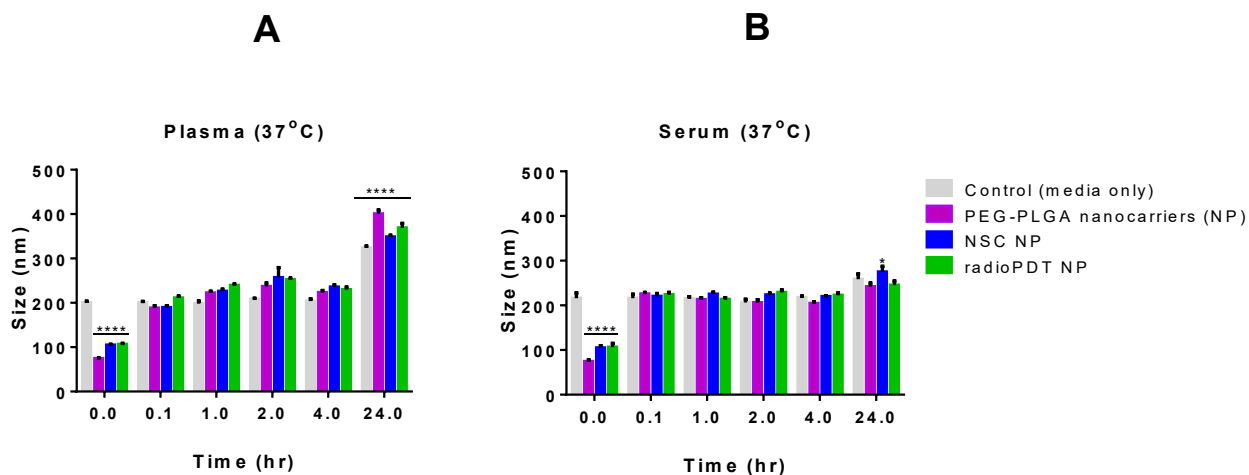 A
B
Plasma (37°C)
Serum (37°C)
Size (nm)
500
400
300
200
100
0
****
****
0.0 0.1 1.0 2.0 4.0 24.0
Time (hr)
Size (nm)
500
400
300
200
100
0
****
*
0.0 0.1 1.0 2.0 4.0 24.0
Time (hr)
Control (media only)
PEG-PLGA nanocarriers (NP)
NSC NP
radioPDT NP